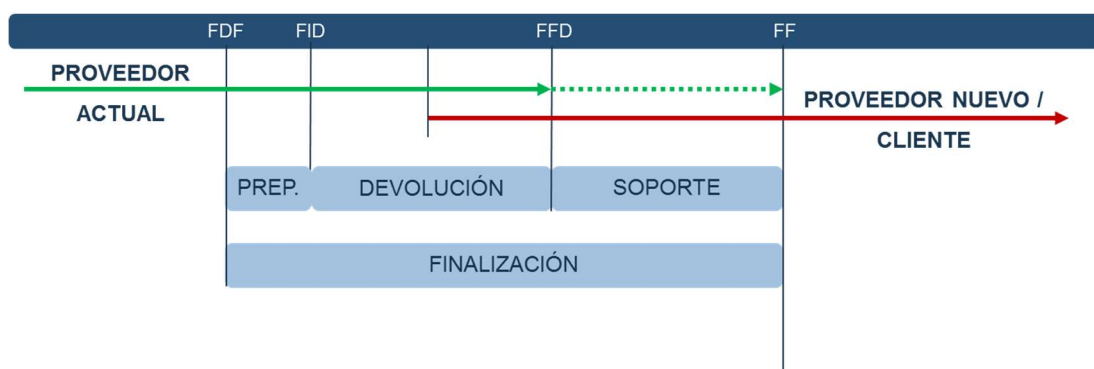 FDF FID FFD FF
PROVEEDOR
ACTUAL
PROVEEDOR NUEVO /
CLIENTE
PREP. DEVOLUCIÓN SOPORTE
FINALIZACIÓN